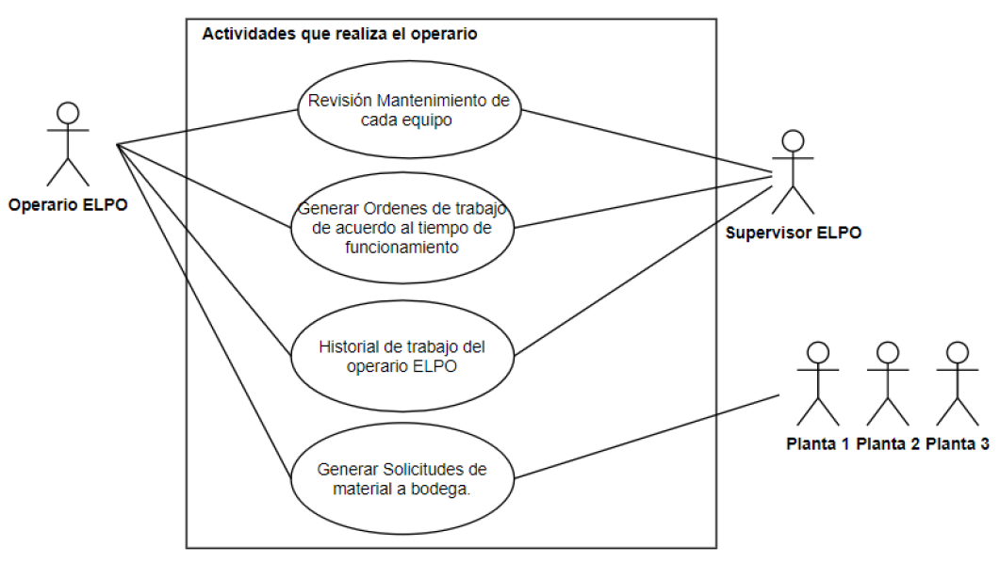 Actividades que realiza el operario
Revisión Mantenimiento de
cada equipo
Operario ELPO
Generar Ordenes de trabajo
de acuerdo al tiempo de
funcionamiento
Supervisor ELPO
Historial de trabajo del
operario ELPO
Planta 1 Planta 2 Planta 3
Generar Solicitudes de
material a bodega.